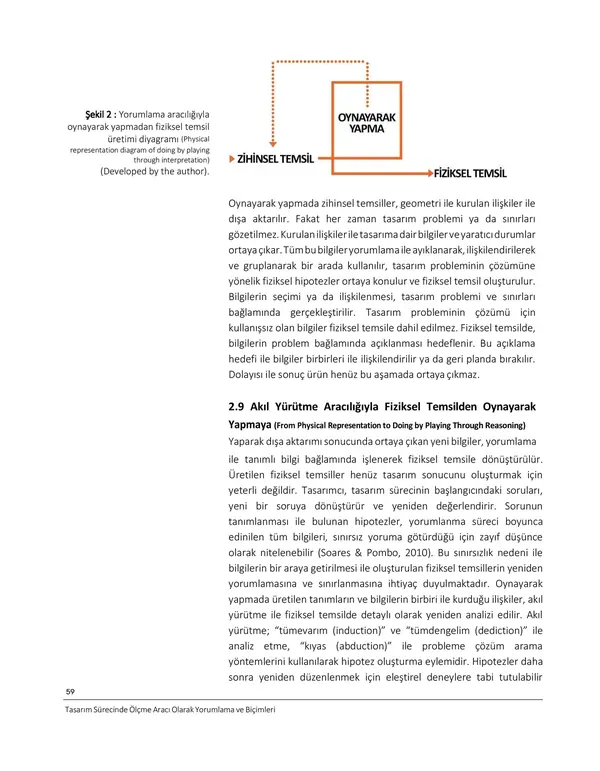 Şekil 2 : Yorumlama aracılığıyla
oynayarak yapmadan fiziksel temsil
üretimi diyagramı (Physical
representation diagram of doing by playing
through interpretation)
(Developed by the author).
OYNAYARAK
YAPMA
ZİHİNSEL TEMSİL
FİZİKSEL TEMSİL
Oynayarak yapmada zihinsel temsiller, geometri ile kurulan ilişkiler ile
dışa aktarılır. Fakat her zaman tasarım problemi ya da sınırları
gözetilmez. Kurulan ilişkiler ile tasarıma dair bilgiler ve yaratıcı durumlar
ortaya çıkar. Tüm bu bilgiler yorumlama ile ayıklanarak, ilişkilendirilerek
ve gruplanarak bir arada kullanılır, tasarım probleminin çözümüne
yönelik fiziksel hipotezler ortaya konulur ve fiziksel temsil oluşturulur.
Bilgilerin seçimi ya da ilişkilenmesi, tasarım problemi ve sınırları
bağlamında gerçekleştirilir. Tasarım probleminin çözümü için
kullanışsız olan bilgiler fiziksel temsile dahil edilmez. Fiziksel temsilde,
bilgilerin problem bağlamında açıklanması hedeflenir. Bu açıklama
hedefi ile bilgiler birbirleri ile ilişkilendirilir ya da geri planda bırakılır.
Dolayısı ile sonuç ürün henüz bu aşamada ortaya çıkmaz.
2.9 Akıl Yürütme Aracılığıyla Fiziksel Temsilden Oynayarak
Yapmaya (From Physical Representation to Doing by Playing Through Reasoning)
Yaparak dışa aktarımı sonucunda ortaya çıkan yeni bilgiler, yorumlama
ile tanımlı bilgi bağlamında işlenerek fiziksel temsile dönüştürülür.
Üretilen fiziksel temsiller henüz tasarım sonucunu oluşturmak için
yeterli değildir. Tasarımcı, tasarım sürecinin başlangıcındaki soruları,
yeni bir soruya dönüştürür ve yeniden değerlendirir. Sorunun
tanımlanması ile bulunan hipotezler, yorumlanma süreci boyunca
edinilen tüm bilgileri, sınırsız yoruma götürdüğü için zayıf düşünce
olarak nitelenebilir (Soares & Pombo, 2010). Bu sınırsızlık nedeni ile
bilgilerin bir araya getirilmesi ile oluşturulan fiziksel temsillerin yeniden
yorumlamasına ve sınırlanmasına ihtiyaç duyulmaktadır. Oynayarak
yapmada üretilen tanımların ve bilgilerin birbiri ile kurduğu ilişkiler, akıl
yürütme ile fiziksel temsilde detaylı olarak yeniden analizi edilir. Akıl
yürütme; “tümevarım (induction)” ve “tümdengelim (dediction)” ile
analiz etme, “kıyas (abduction)” ile probleme çözüm arama
yöntemlerini kullanılarak hipotez oluşturma eylemidir. Hipotezler daha
sonra yeniden düzenlenmek için eleştirel deneylere tabi tutulabilir
59
Tasarım Sürecinde Ölçme Aracı Olarak Yorumlama ve Biçimleri